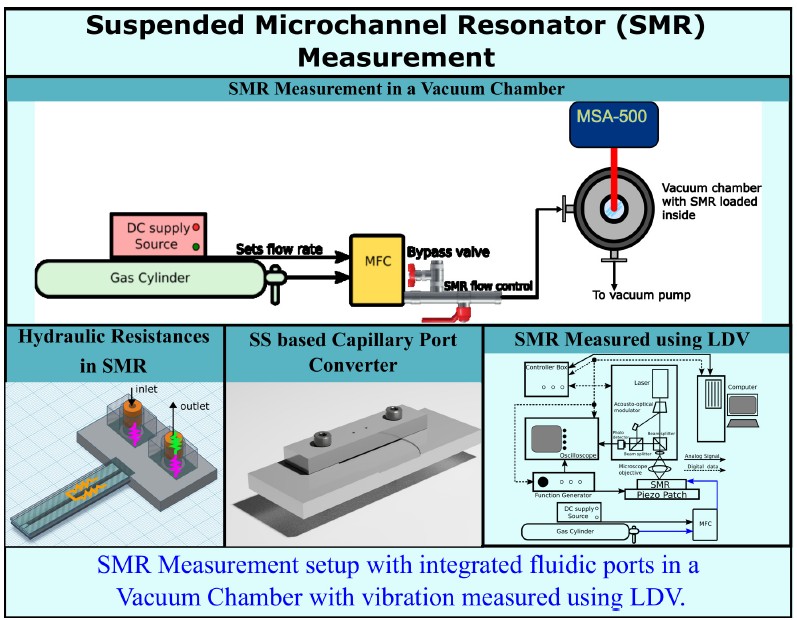 Suspended Microchannel Resonator (SMR)
Measurement
SMR Measurement in a Vacuum Chamber
MSA-500
Vacuum chamber
with SMR loaded
inside
DC supply
Source
Sets flow rate
Gas Cylinder
MFC
Bypass valve
SMR flow control
To vacuum pump
Hydraulic Resistances
in SMR
inlet
outlet
SS based Capillary Port
Converter
SMR Measured using LDV
Controller Box
Laser
Acousto-optical
modulator
Computer
Photo
detector
Beamsplitter
Beam splitter
Oscilloscope
Analog Signal
Digital data
Microscope
objective
Function Generator
SMR
Piezo Patch
DC supply
Source
Gas Cylinder
MFC
SMR Measurement setup with integrated fluidic ports in a
Vacuum Chamber with vibration measured using LDV.